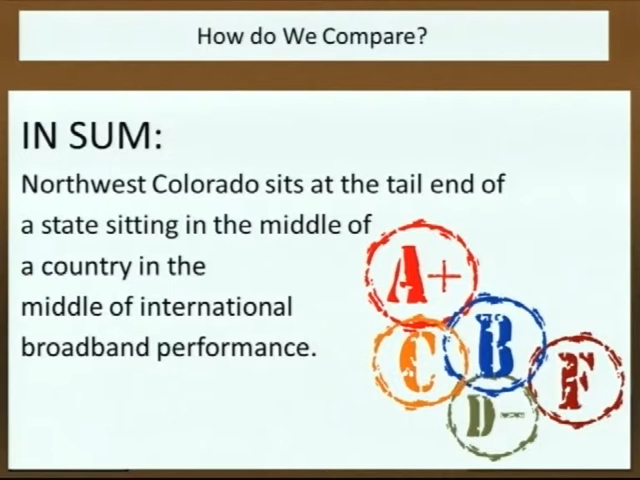 How do We Compare?
IN SUM:
Northwest Colorado sits at the tail end of
a state sitting in the middle of
a country in the
middle of international
broadband performance.
A+
C
B
D-
F